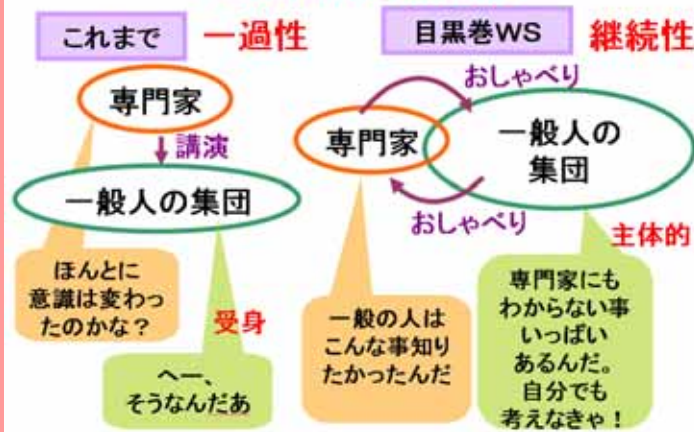 これまで
一過性
専門家
講演
一般人の集団
ほんとに
意識は変わっ
たのかな？
受身
へー、
そうなんだあ
目黒巻WS
継続性
おしゃべり
専門家
一般人の
集団
おしゃべり
主体的
一般の人は
こんな事知り
たかったんだ
専門家にも
わからない事
いっぱい
あるんだ。
自分でも
考えなきゃ！